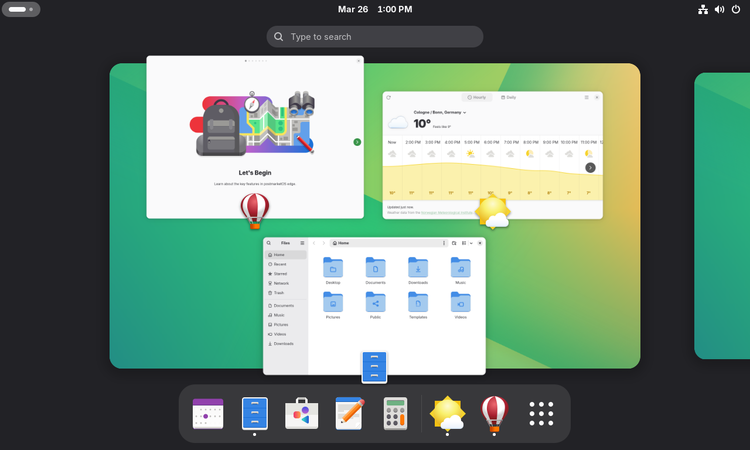 Mar 26 1:00 PM
Type to search
Let's Begin
Learn about the key features in postmarketOS edge.
Hourly Daily
Cologne / Bonn, Germany
10°
Now 2:00 PM 3:00 PM 4:00 PM 5:00 PM 6:00 PM 7:00 PM 8:00 PM 9:00 PM 10:00 PM 11:00 PM
Updated just now.
Files
Home
Home
Recent
Starred
Network
Trash
Documents
Music
Pictures
Videos
Downloads
Desktop Documents Downloads Music
Pictures Public Templates Videos